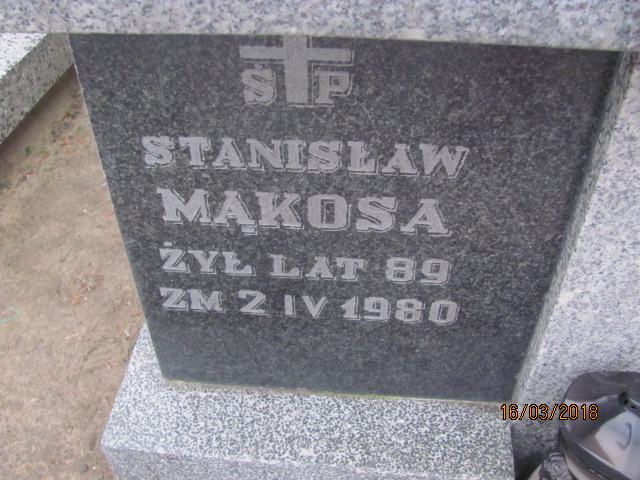 ŚP
STANISŁAW
MĄKOSA
ŻYŁ LAT 89
ZM 2 IV 1980
16/03/2018